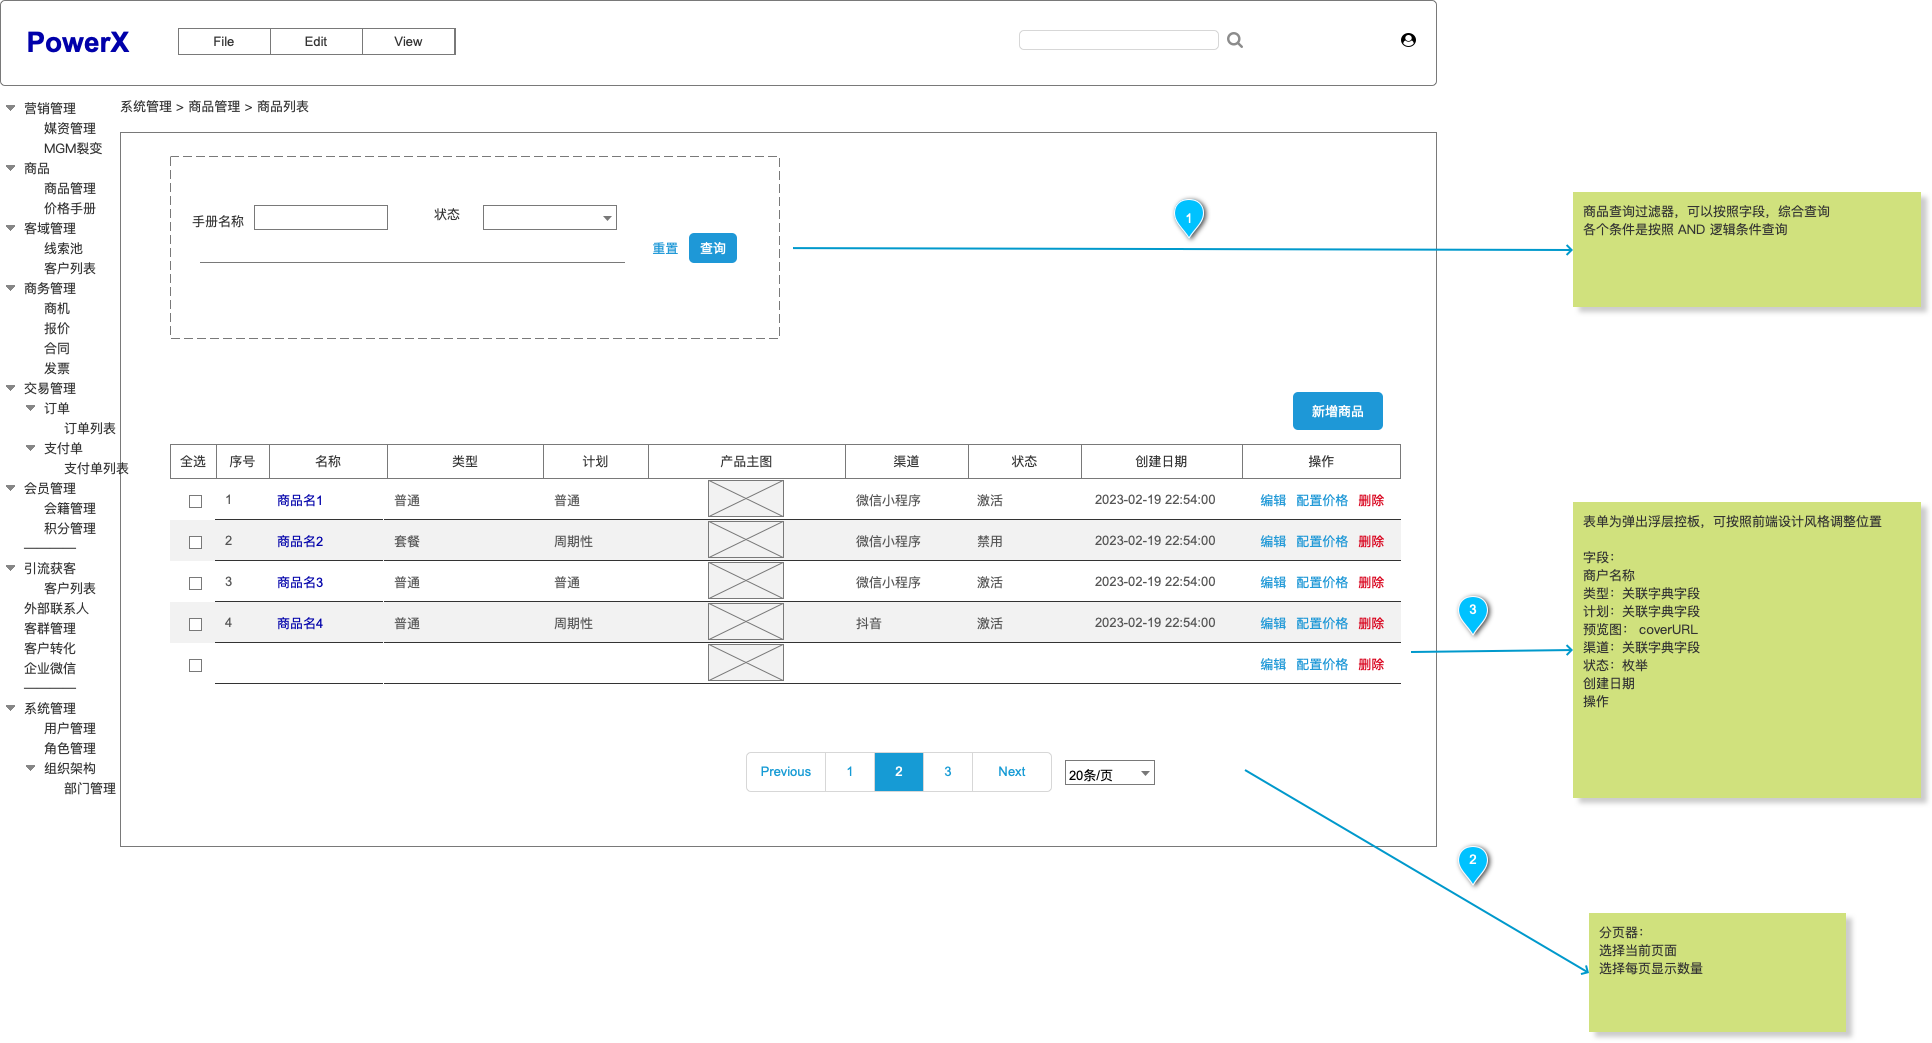 PowerX
File
Edit
View
系统管理 > 商品管理 > 商品列表
营销管理
媒资管理
MGM裂变
商品
商品管理
价格手册
客域管理
线索池
客户列表
商务管理
商机
报价
合同
发票
交易管理
订单
订单列表
支付单
支付单列表
会员管理
会籍管理
积分管理
引流获客
客户列表
外部联系人
客群管理
客户转化
企业微信
系统管理
用户管理
角色管理
组织架构
部门管理
手册名称
状态
重置
查询
新增商品
全选 序号 名称 类型 计划 产品主图 渠道 状态 创建日期 操作
1 商品名1 普通 普通 微信小程序 激活 2023-02-19 22:54:00 编辑 配置价格 删除
2 商品名2 套餐 周期性 微信小程序 禁用 2023-02-19 22:54:00 编辑 配置价格 删除
3 商品名3 普通 普通 微信小程序 激活 2023-02-19 22:54:00 编辑 配置价格 删除
4 商品名4 普通 周期性 抖音 激活 2023-02-19 22:54:00 编辑 配置价格 删除
编辑 配置价格 删除
Previous 1 2 3 Next 20条/页
1
商品查询过滤器，可以按照字段，综合查询
各个条件是按照 AND 逻辑条件查询
3
表单为弹出浮层控板，可按照前端设计风格调整位置
字段：
商户名称
类型：关联字典字段
计划：关联字典字段
预览图： coverURL
渠道：关联字典字段
状态：枚举
创建日期
操作
2
分页器：
选择当前页面
选择每页显示数量